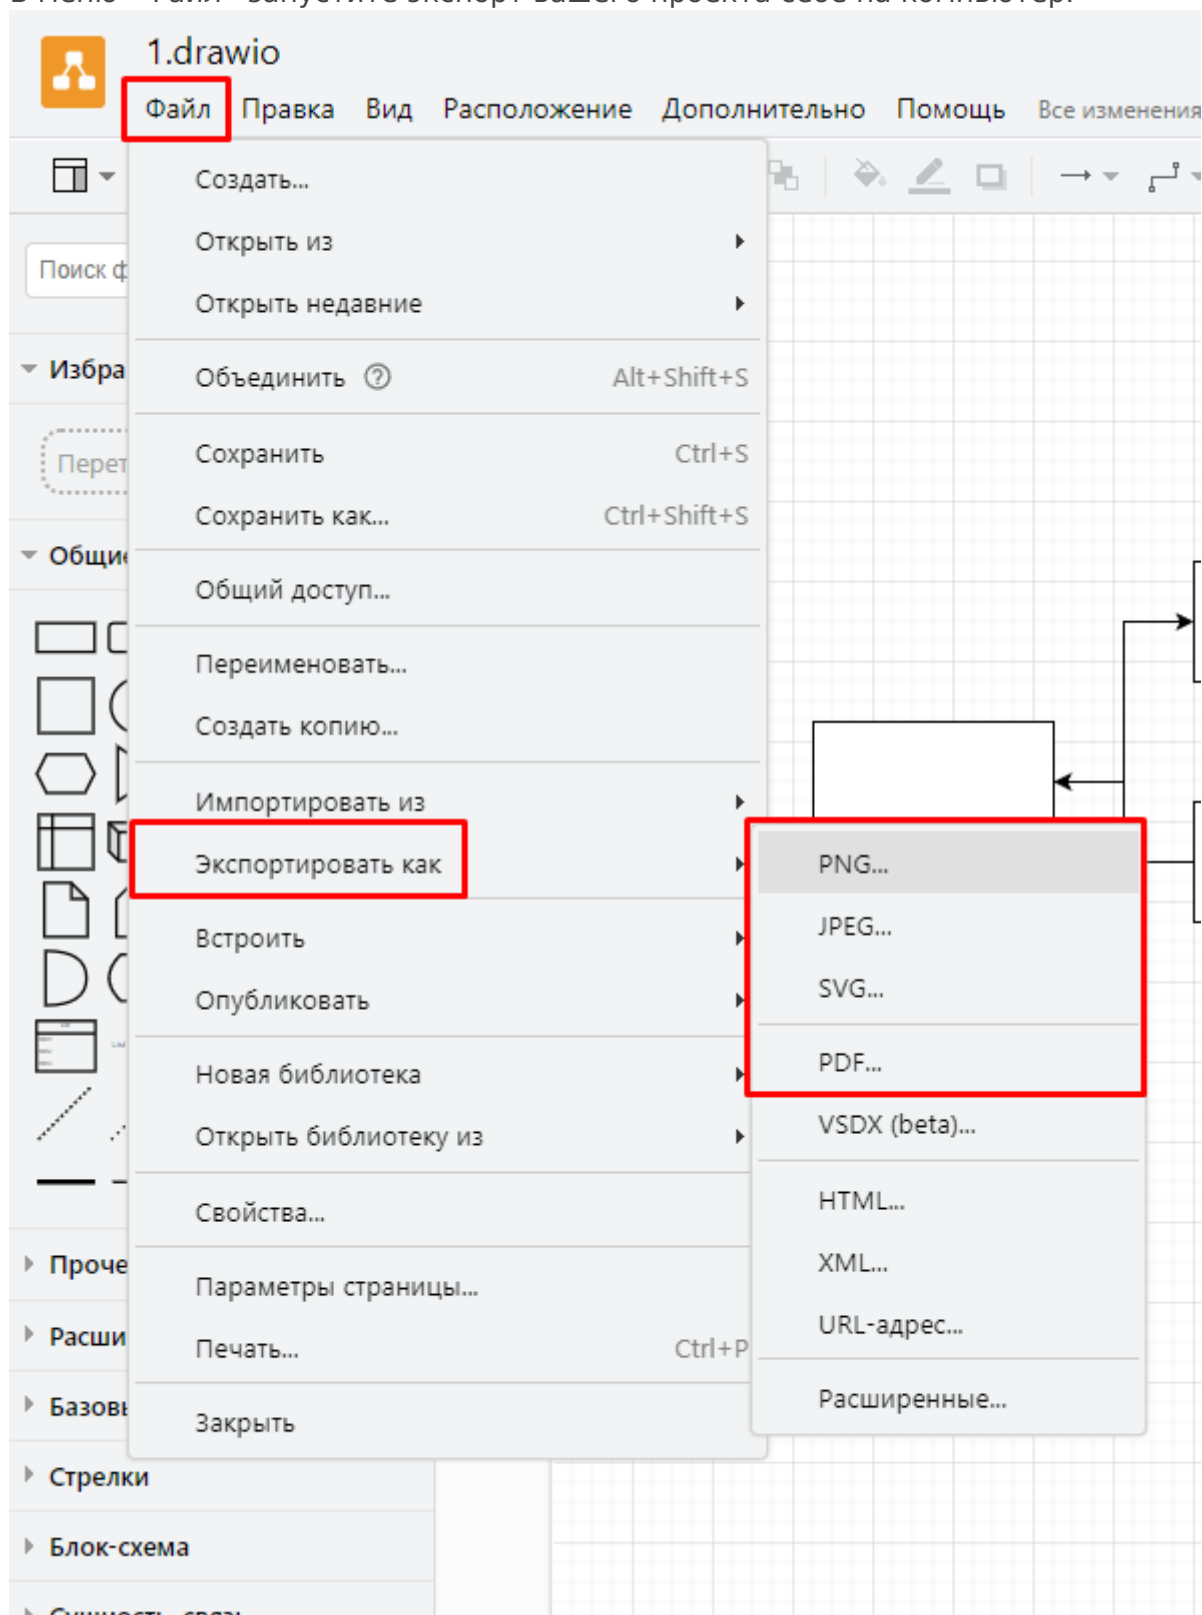 1.drawio
Файл Правка Вид Расположение Дополнительно Помощь Все изменения
Создать...
Поиск ф
Открыть из
Открыть недавние
Избра
Объединить Alt+Shift+S
Перет
Сохранить Ctrl+S
Сохранить как... Ctrl+Shift+S
Общие
Общий доступ...
Переименовать...
Создать копию...
Импортировать из
Экспортировать как
PNG...
JPEG...
SVG...
PDF...
VSDX (beta)...
HTML...
XML...
URL-адрес...
Расширенные...
Встроить
Опубликовать
Новая библиотека
Открыть библиотеку из
Свойства...
Проче
Параметры страницы...
Расши
Печать... Ctrl+P
Базовы
Закрыть
Стрелки
Блок-схема